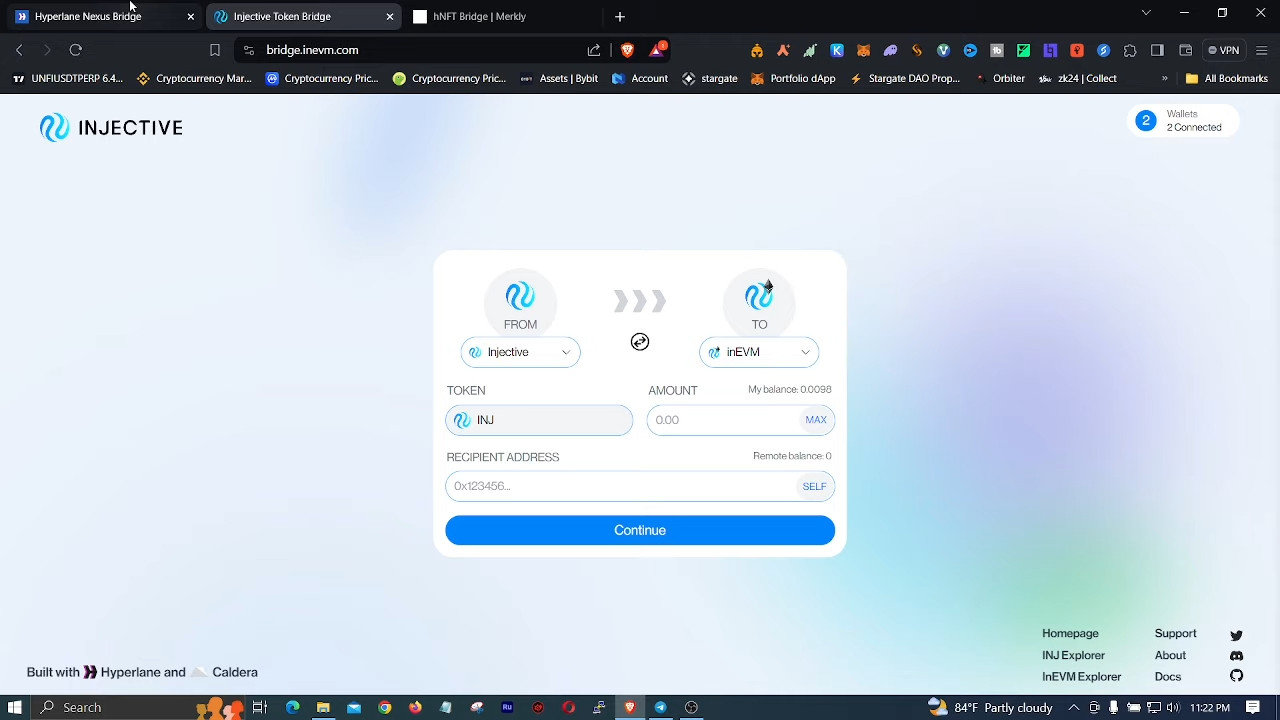 Hyperlane Nexus Bridge
Injective Token Bridge
hNFT Bridge | Merkly
bridge.inevm.com
1
VPN
UNFIUSDTPERP 6.4...
Cryptocurrency Mar...
Cryptocurrency Pric...
Cryptocurrency Pric...
Assets | Bybit
Account
stargate
Portfolio dApp
Stargate DAO Prop...
Orbiter
zk24 | Collect
»
All Bookmarks
INJECTIVE
2
Wallets
2 Connected
FROM
TO
Injective
inEVM
TOKEN
AMOUNT
My balance: 0.0098
INJ
0.00
MAX
RECIPIENT ADDRESS
Remote balance: 0
0x123456...
SELF
Continue
Homepage
Support
INJ Explorer
About
InEVM Explorer
Docs
Built with Hyperlane and Caldera
Search
Ru
84°F Partly cloudy
11:22 PM